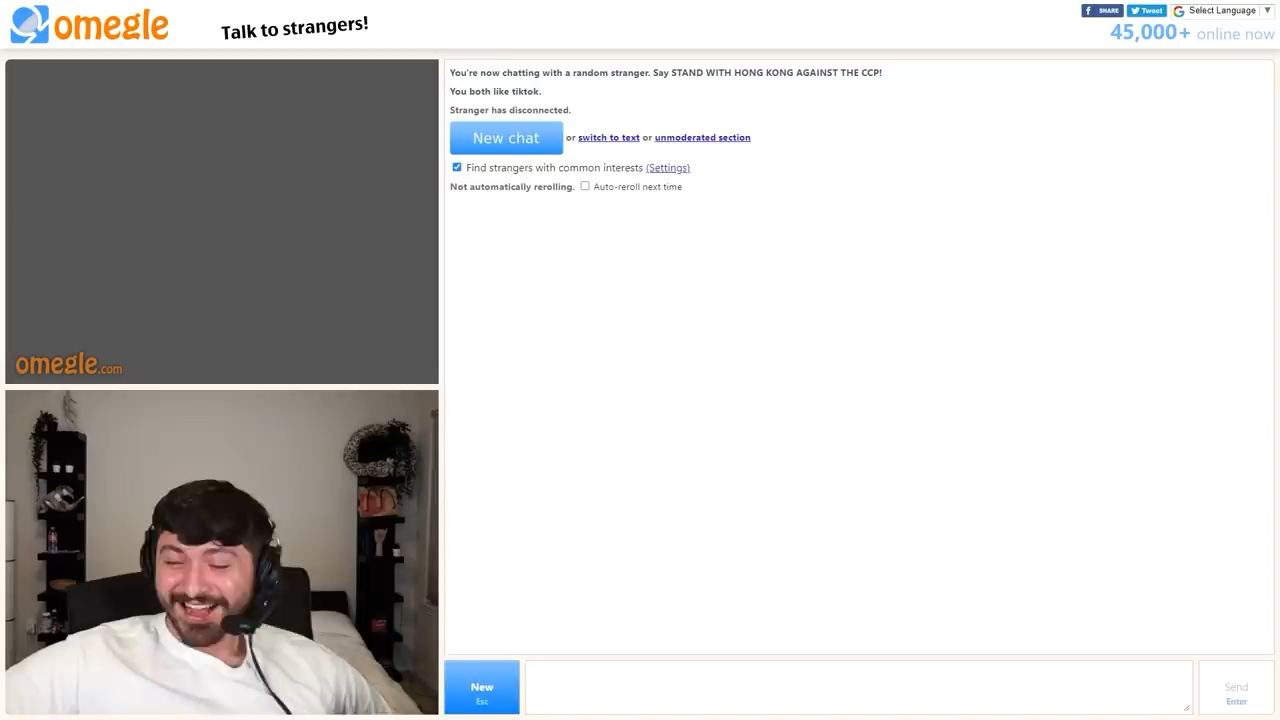 omegle
Talk to strangers!
f SHARE
Tweet
G Select Language ▼
45,000+ online now
omegle.com
You're now chatting with a random stranger. Say STAND WITH HONG KONG AGAINST THE CCP!
You both like tiktok.
Stranger has disconnected.
New chat or switch to text or unmoderated section
Find strangers with common interests (Settings)
Not automatically rerolling. Auto-reroll next time
New
Esc
Send
Enter